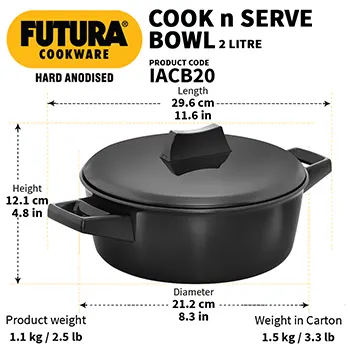 FUTURA®
COOKWARE
HARD ANODISED
COOK n SERVE
BOWL 2 LITRE
PRODUCT CODE
IACB20
Length
29.6 cm
11.6 in
Height
12.1 cm
4.8 in
Diameter
21.2 cm
8.3 in
Product weight
1.1 kg / 2.5 lb
Weight in Carton
1.5 kg / 3.3 lb